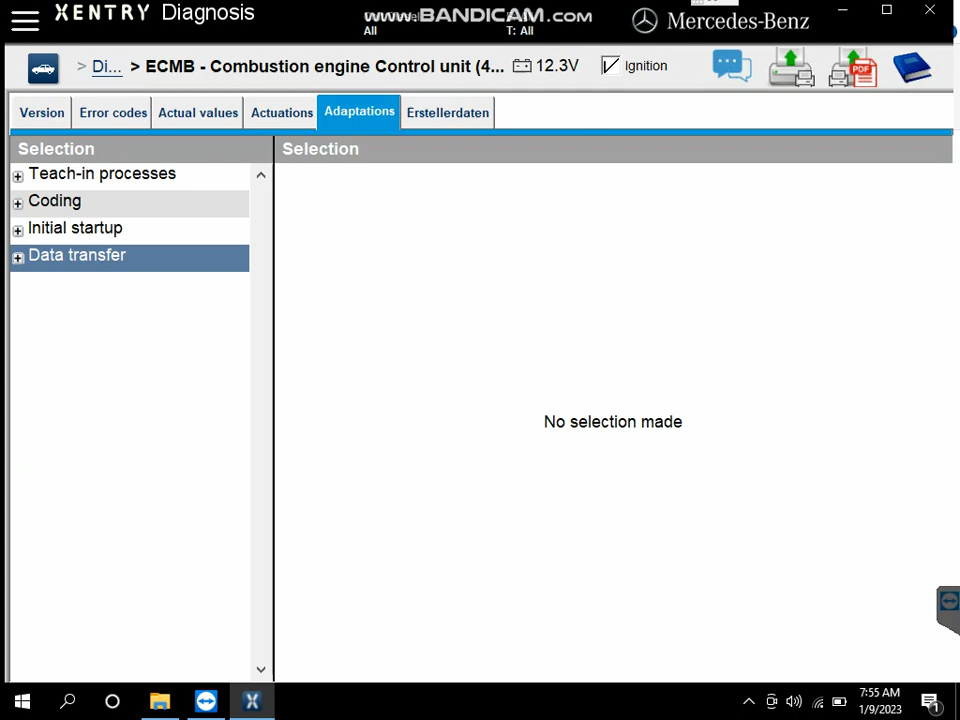 XENTRY Diagnosis
WWW.BANDICAM.COM
All
T: All
Mercedes-Benz
> Di... > ECMB - Combustion engine Control unit (4...
12.3V
Ignition
PDF
Version
Error codes
Actual values
Actuations
Adaptations
Erstellerdaten
Selection
Selection
Teach-in processes
Coding
Initial startup
Data transfer
No selection made
7:55 AM
1/9/2023
1